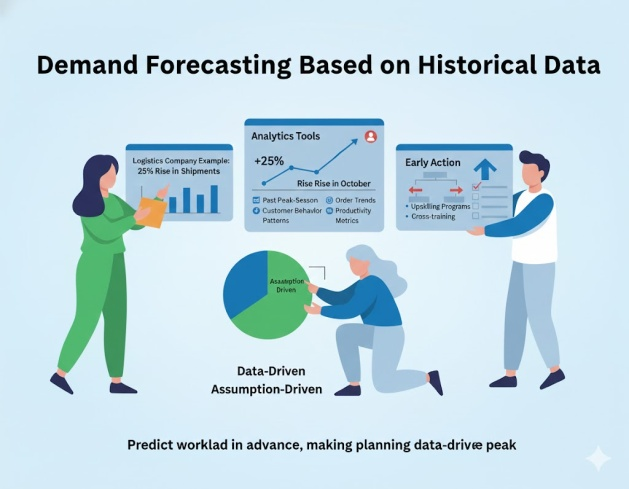 Demand Forecasting Based on Historical Data
Logistics Company Example:
25% Rise in Shipments
Analytics Tools
+25%
Rise Rise in October
Past Peak-Sesson
Order Trends
Customer Behavior
Patterns
Productivity
Metrics
Early Action
• Upsklling Programs
• Cross-training
Assumption
Driven
Data-Driven
Assumption-Driven
Predict worklad in advance, making planning data-drive peak